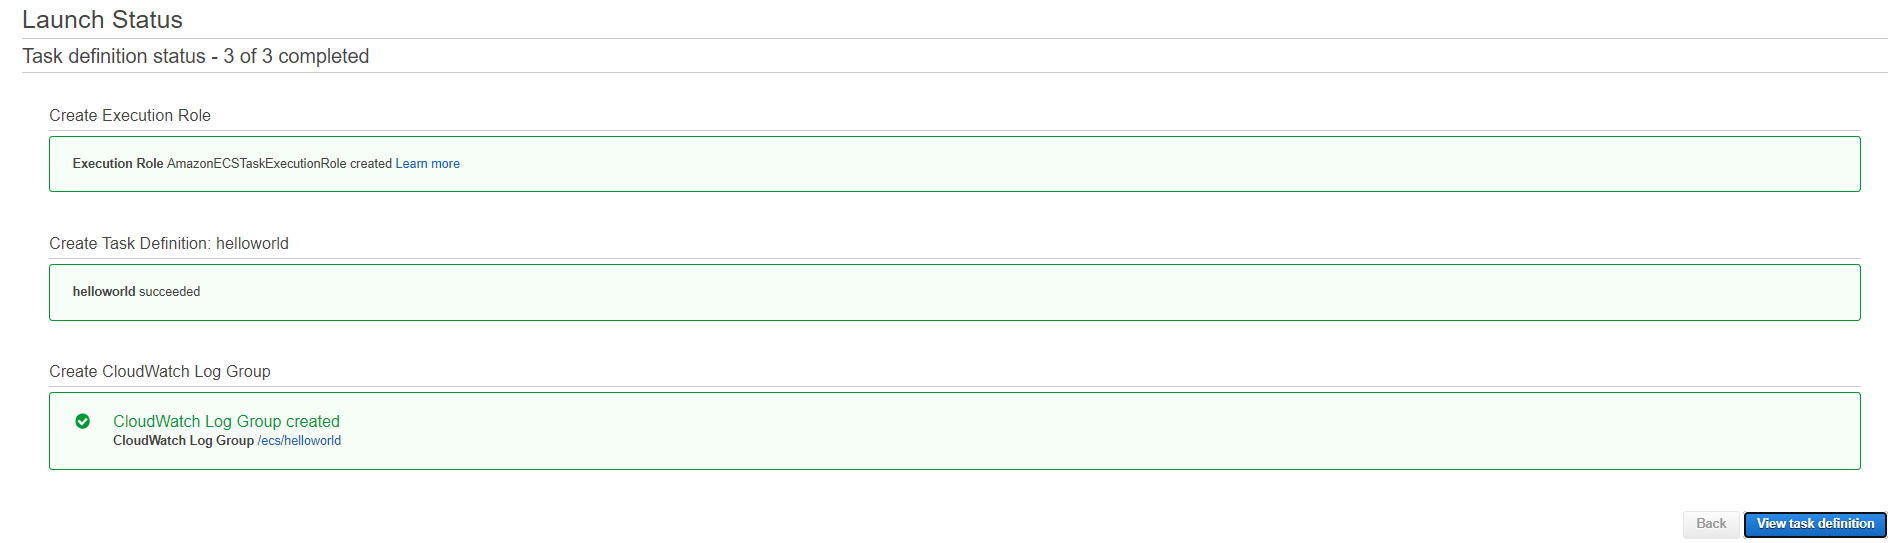 Launch Status
Task definition status - 3 of 3 completed
Create Execution Role
Execution Role AmazonECSTaskExecutionRole created Learn more
Create Task Definition: helloworld
helloworld succeeded
Create CloudWatch Log Group
CloudWatch Log Group created
CloudWatch Log Group /ecs/helloworld
Back View task definition